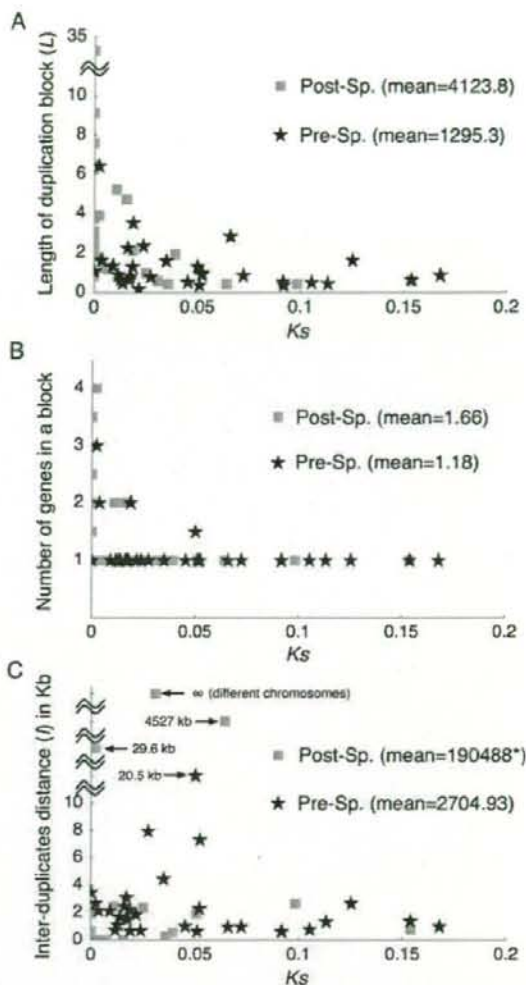 A
35
10
8
6
4
2
0
Length of duplication block (L)
Post-Sp. (mean=4123.8)
Pre-Sp. (mean=1295.3)
0 0.05 0.1 0.15 0.2
Ks
B
4
3
2
1
Number of genes in a block
Post-Sp. (mean=1.66)
Pre-Sp. (mean=1.18)
0 0.05 0.1 0.15 0.2
Ks
C
∞ (different chromosomes)
4527 kb
29.6 kb
20.5 kb
Post-Sp. (mean=190488*)
Pre-Sp. (mean=2704.93)
10
8
6
4
2
0
Inter-duplicates distance (I) in Kb
0 0.05 0.1 0.15 0.2
Ks